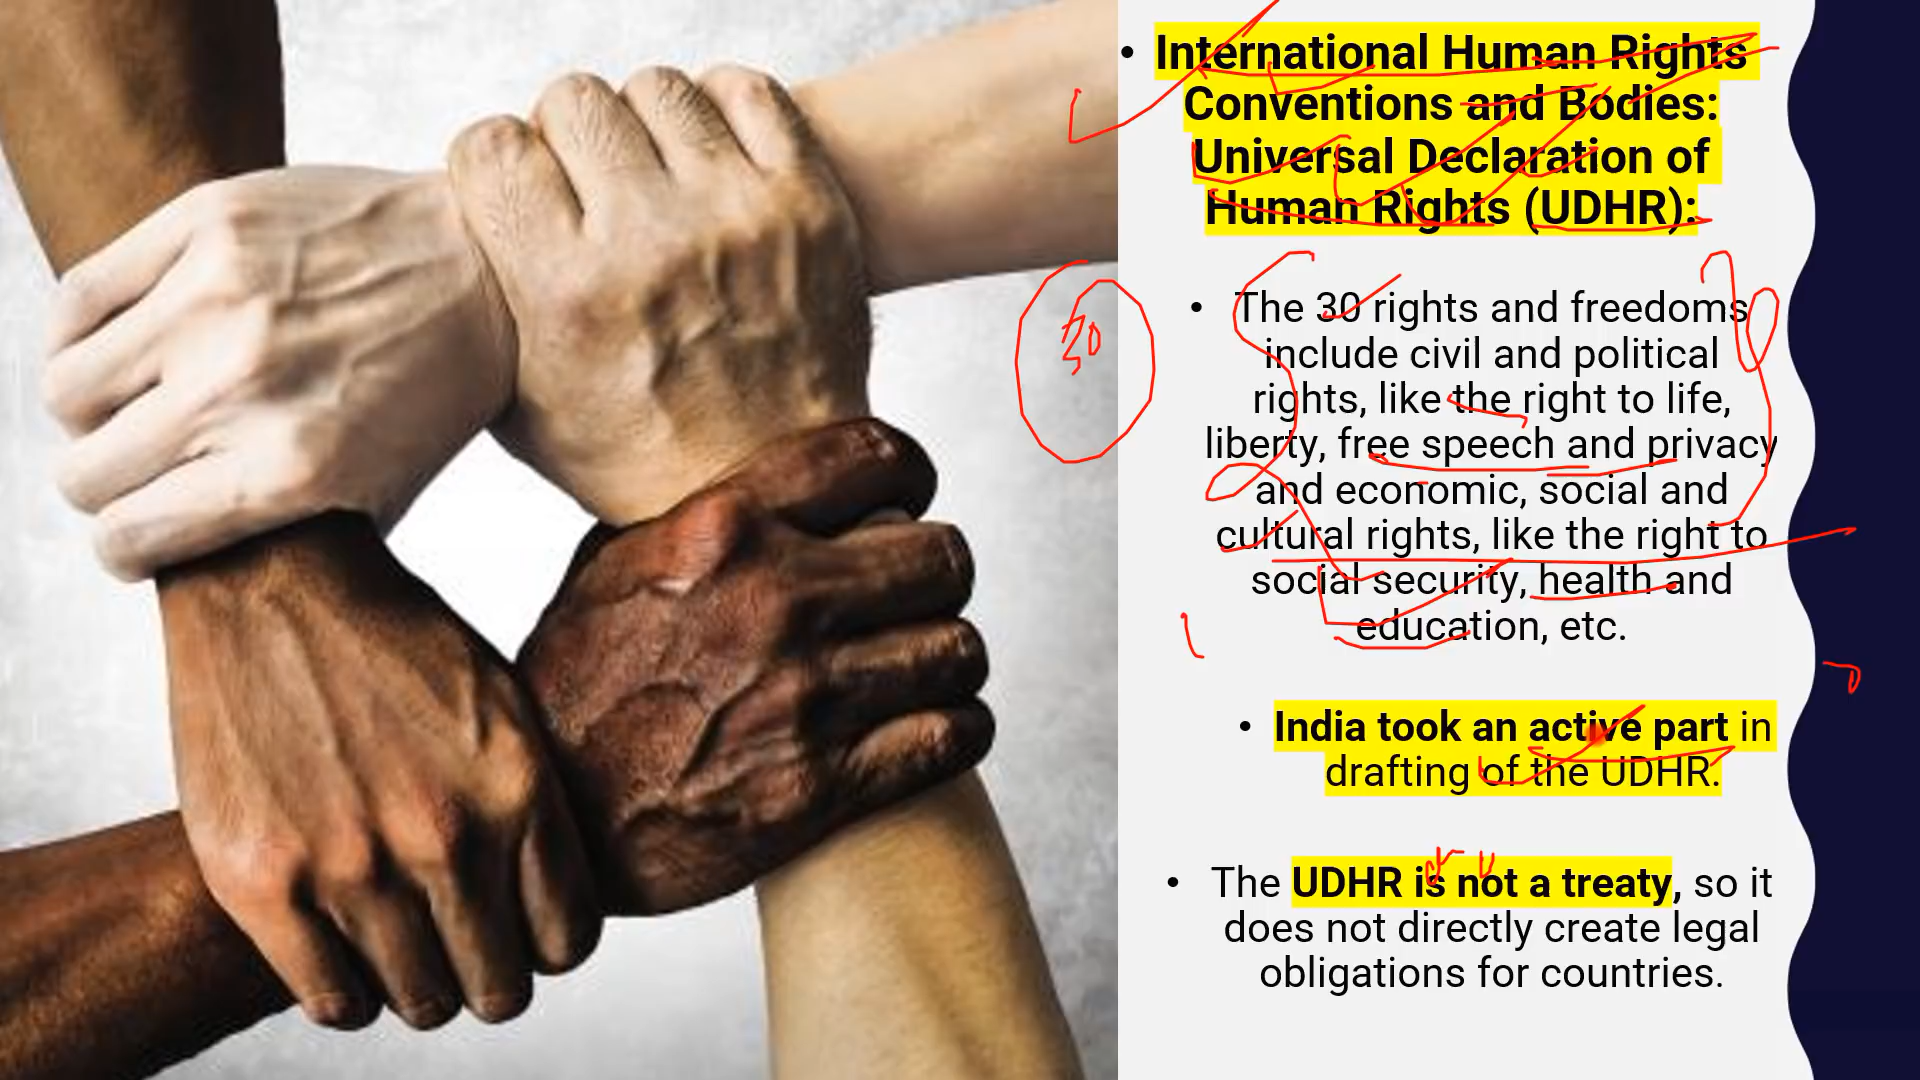 • International Human Rights
Conventions and Bodies:
Universal Declaration of
Human Rights (UDHR):
30
• The 30 rights and freedoms
include civil and political
rights, like the right to life,
liberty, free speech and privacy
and economic, social and
cultural rights, like the right to
social security, health and
education, etc.
• India took an active part in
drafting of the UDHR.
• The UDHR is not a treaty, so it
does not directly create legal
obligations for countries.